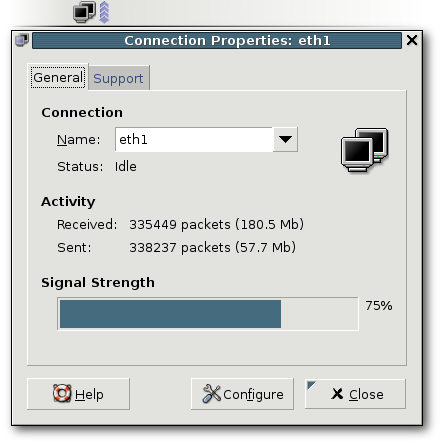 Connection Properties: eth1
General
Support
Connection
Name: eth1
Status: Idle
Activity
Received: 335449 packets (180.5 Mb)
Sent: 338237 packets (57.7 Mb)
Signal Strength
75%
Help
Configure
Close